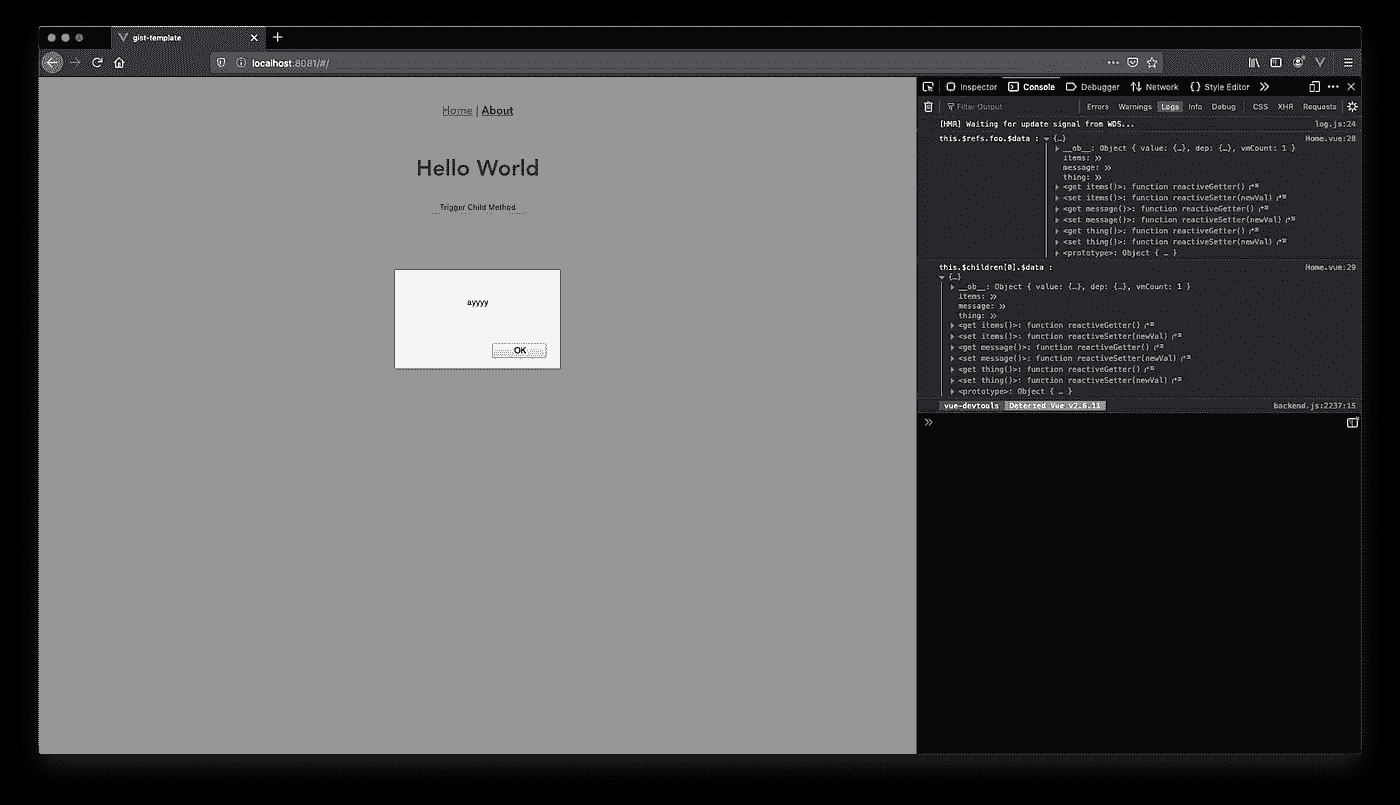 gist-template
localhost:8081/#/
Home | About
Hello World
Trigger Child Method
ayyyy
OK
Inspector Console Debugger Network Style Editor
Filter Output Errors Warnings Logs Info Debug CSS XHR Requests
[HMR] Waiting for update signal from WDS... log.js:24
this.$refs.foo.$data : {…} Home.vue:28
__ob__: Object { value: {…}, dep: {…}, vmCount: 1 }
items: »
message: »
thing: »
<get items()>: function reactiveGetter()
<set items()>: function reactiveSetter(newVal)
<get message()>: function reactiveGetter()
<set message()>: function reactiveSetter(newVal)
<get thing()>: function reactiveGetter()
<set thing()>: function reactiveSetter(newVal)
<prototype>: Object { … }
this.$children[0].$data : Home.vue:29
{…}
__ob__: Object { value: {…}, dep: {…}, vmCount: 1 }
items: »
message: »
thing: »
<get items()>: function reactiveGetter()
<set items()>: function reactiveSetter(newVal)
<get message()>: function reactiveGetter()
<set message()>: function reactiveSetter(newVal)
<get thing()>: function reactiveGetter()
<set thing()>: function reactiveSetter(newVal)
<prototype>: Object { … }
vue-devtools Detected Vue v2.6.11 backend.js:2237:15
»